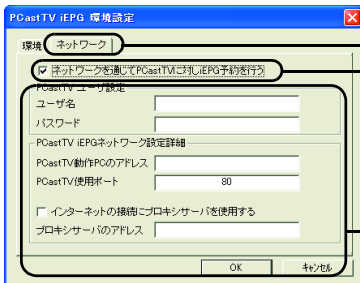 PCastTV iEPG 環境設定
環境 ネットワーク
ネットワークを通じてPCastTVに対しiEPG予約を行う
PCastTV ユーザ設定
ユーザ名
パスワード
PCastTV iEPGネットワーク設定詳細
PCastTV動作PCのアドレス
PCastTV使用ポート 80
インターネットの接続にプロキシサーバを使用する
プロキシサーバのアドレス
OK キャンセル